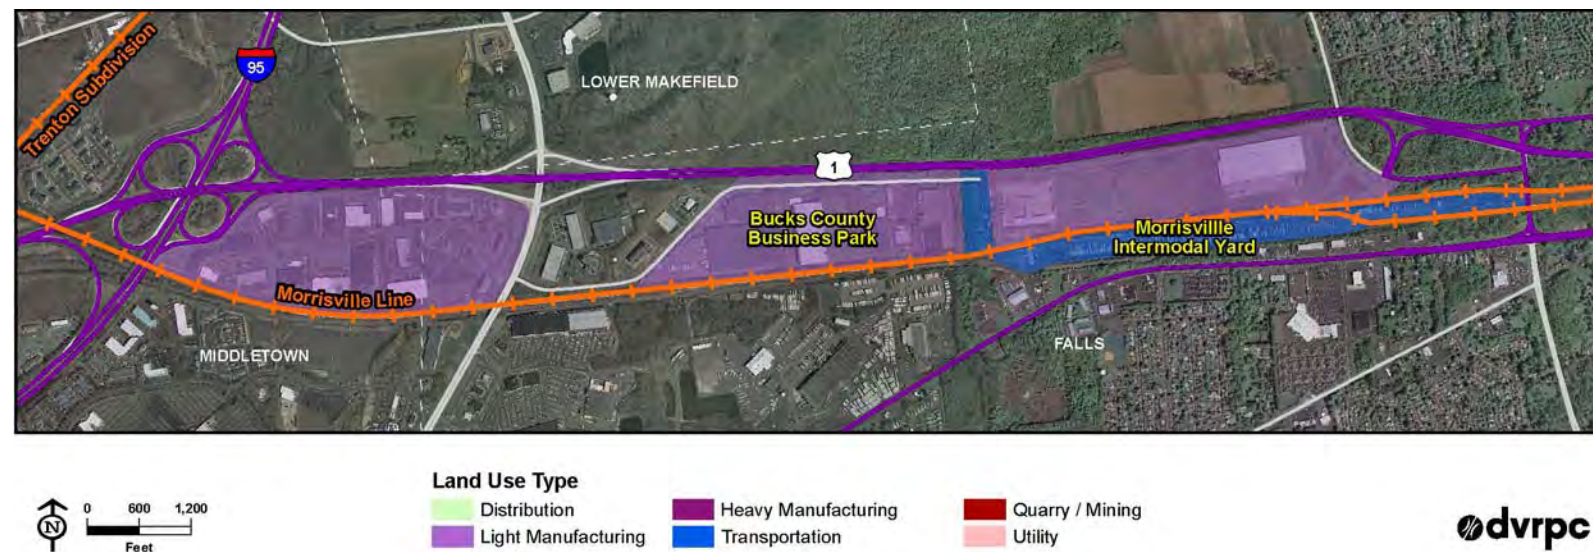 Trenton Subdivision
95
LOWER MAKEFIELD
1
Bucks County
Business Park
Morrisvillle
Intermodal Yard
Morrisville Line
MIDDLETOWN
FALLS
Land Use Type
Distribution
Heavy Manufacturing
Quarry / Mining
Light Manufacturing
Transportation
Utility
N
0 600 1,200
Feet
dvrpc